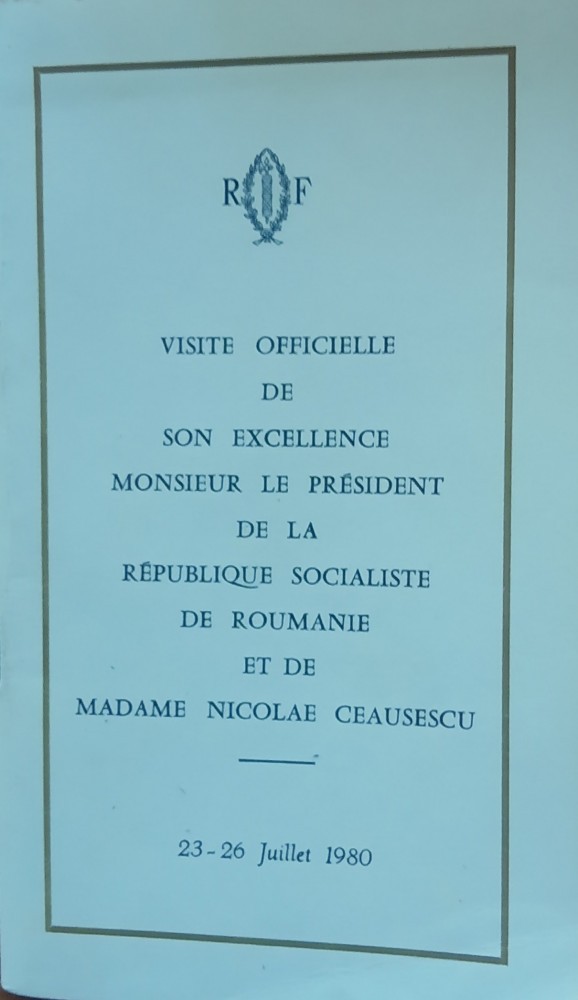 R F
VISITE OFFICIELLE
DE
SON EXCELLENCE
MONSIEUR LE PRÉSIDENT
DE LA
RÉPUBLIQUE SOCIALISTE
DE ROUMANIE
ET DE
MADAME NICOLAE CEAUSESCU
23-26 Juillet 1980